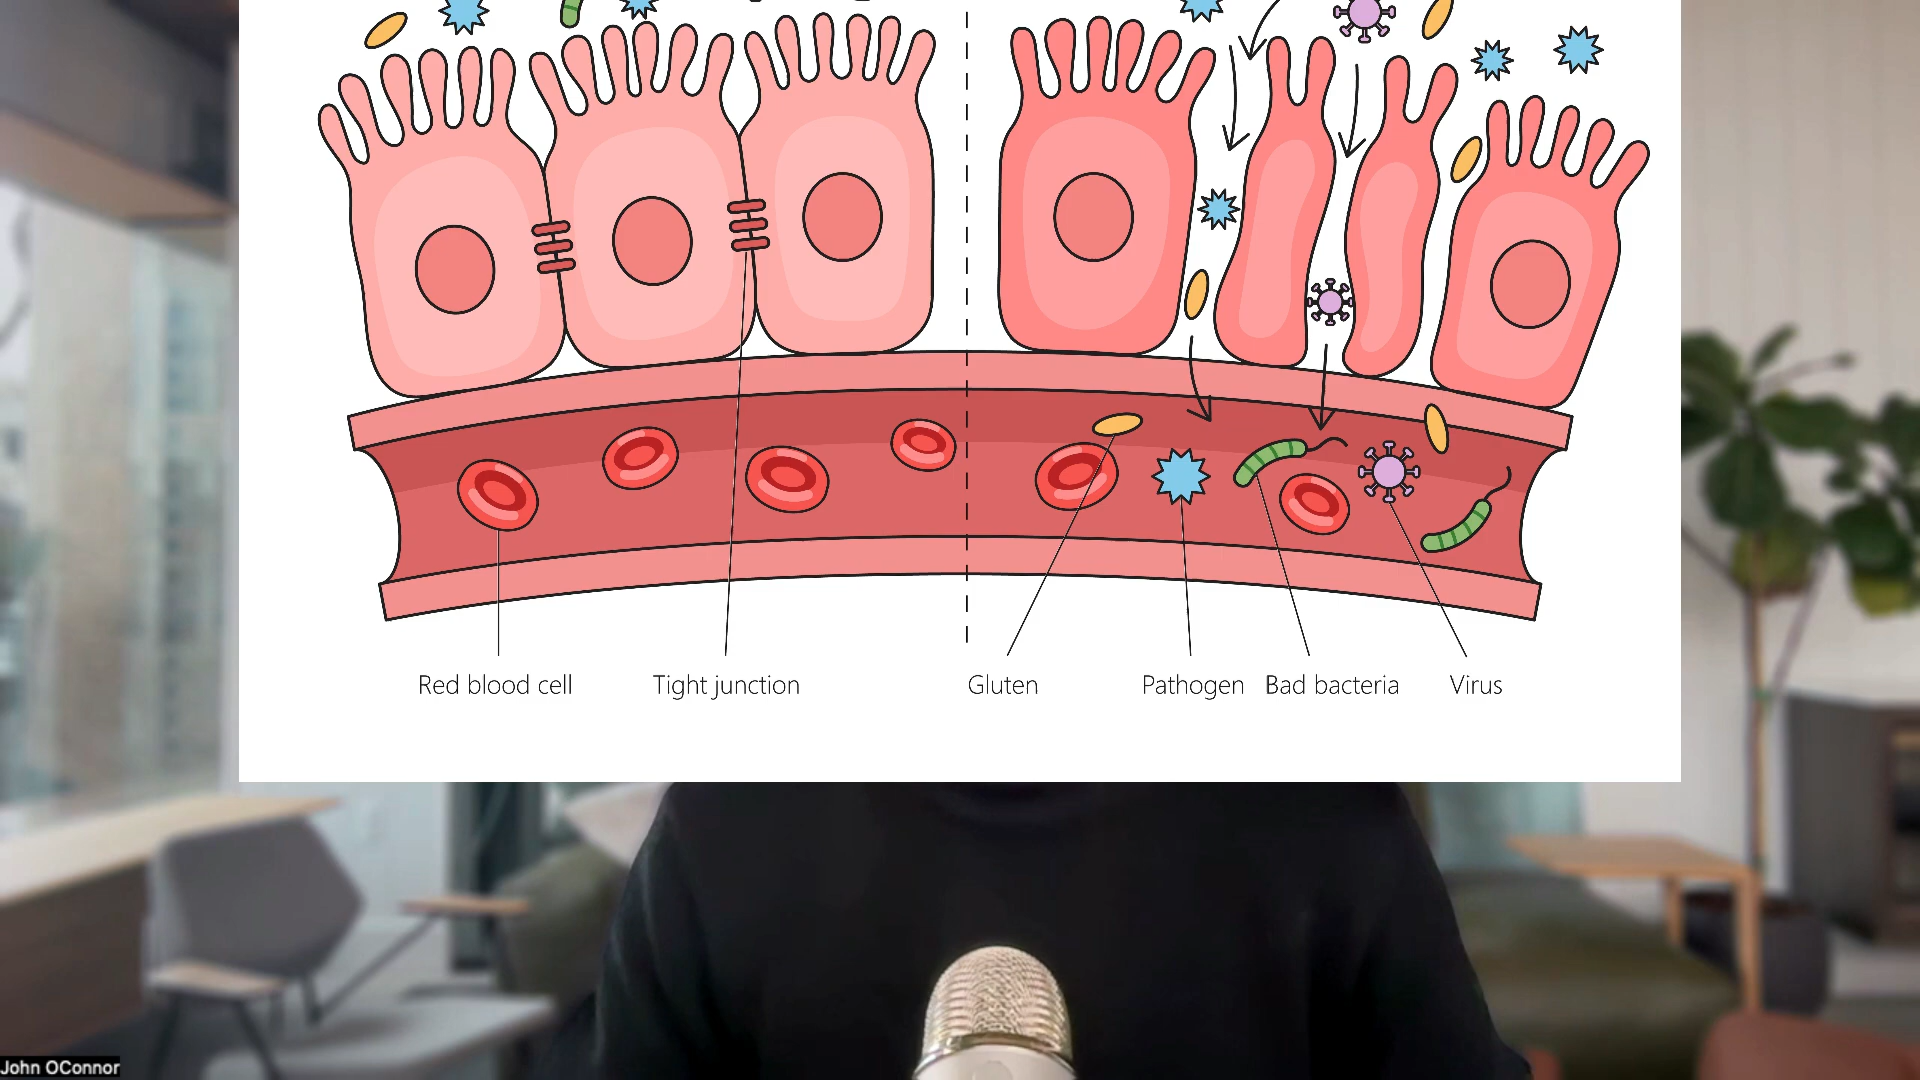 Red blood cell
Tight junction
Gluten
Pathogen
Bad bacteria
Virus
John OConnor